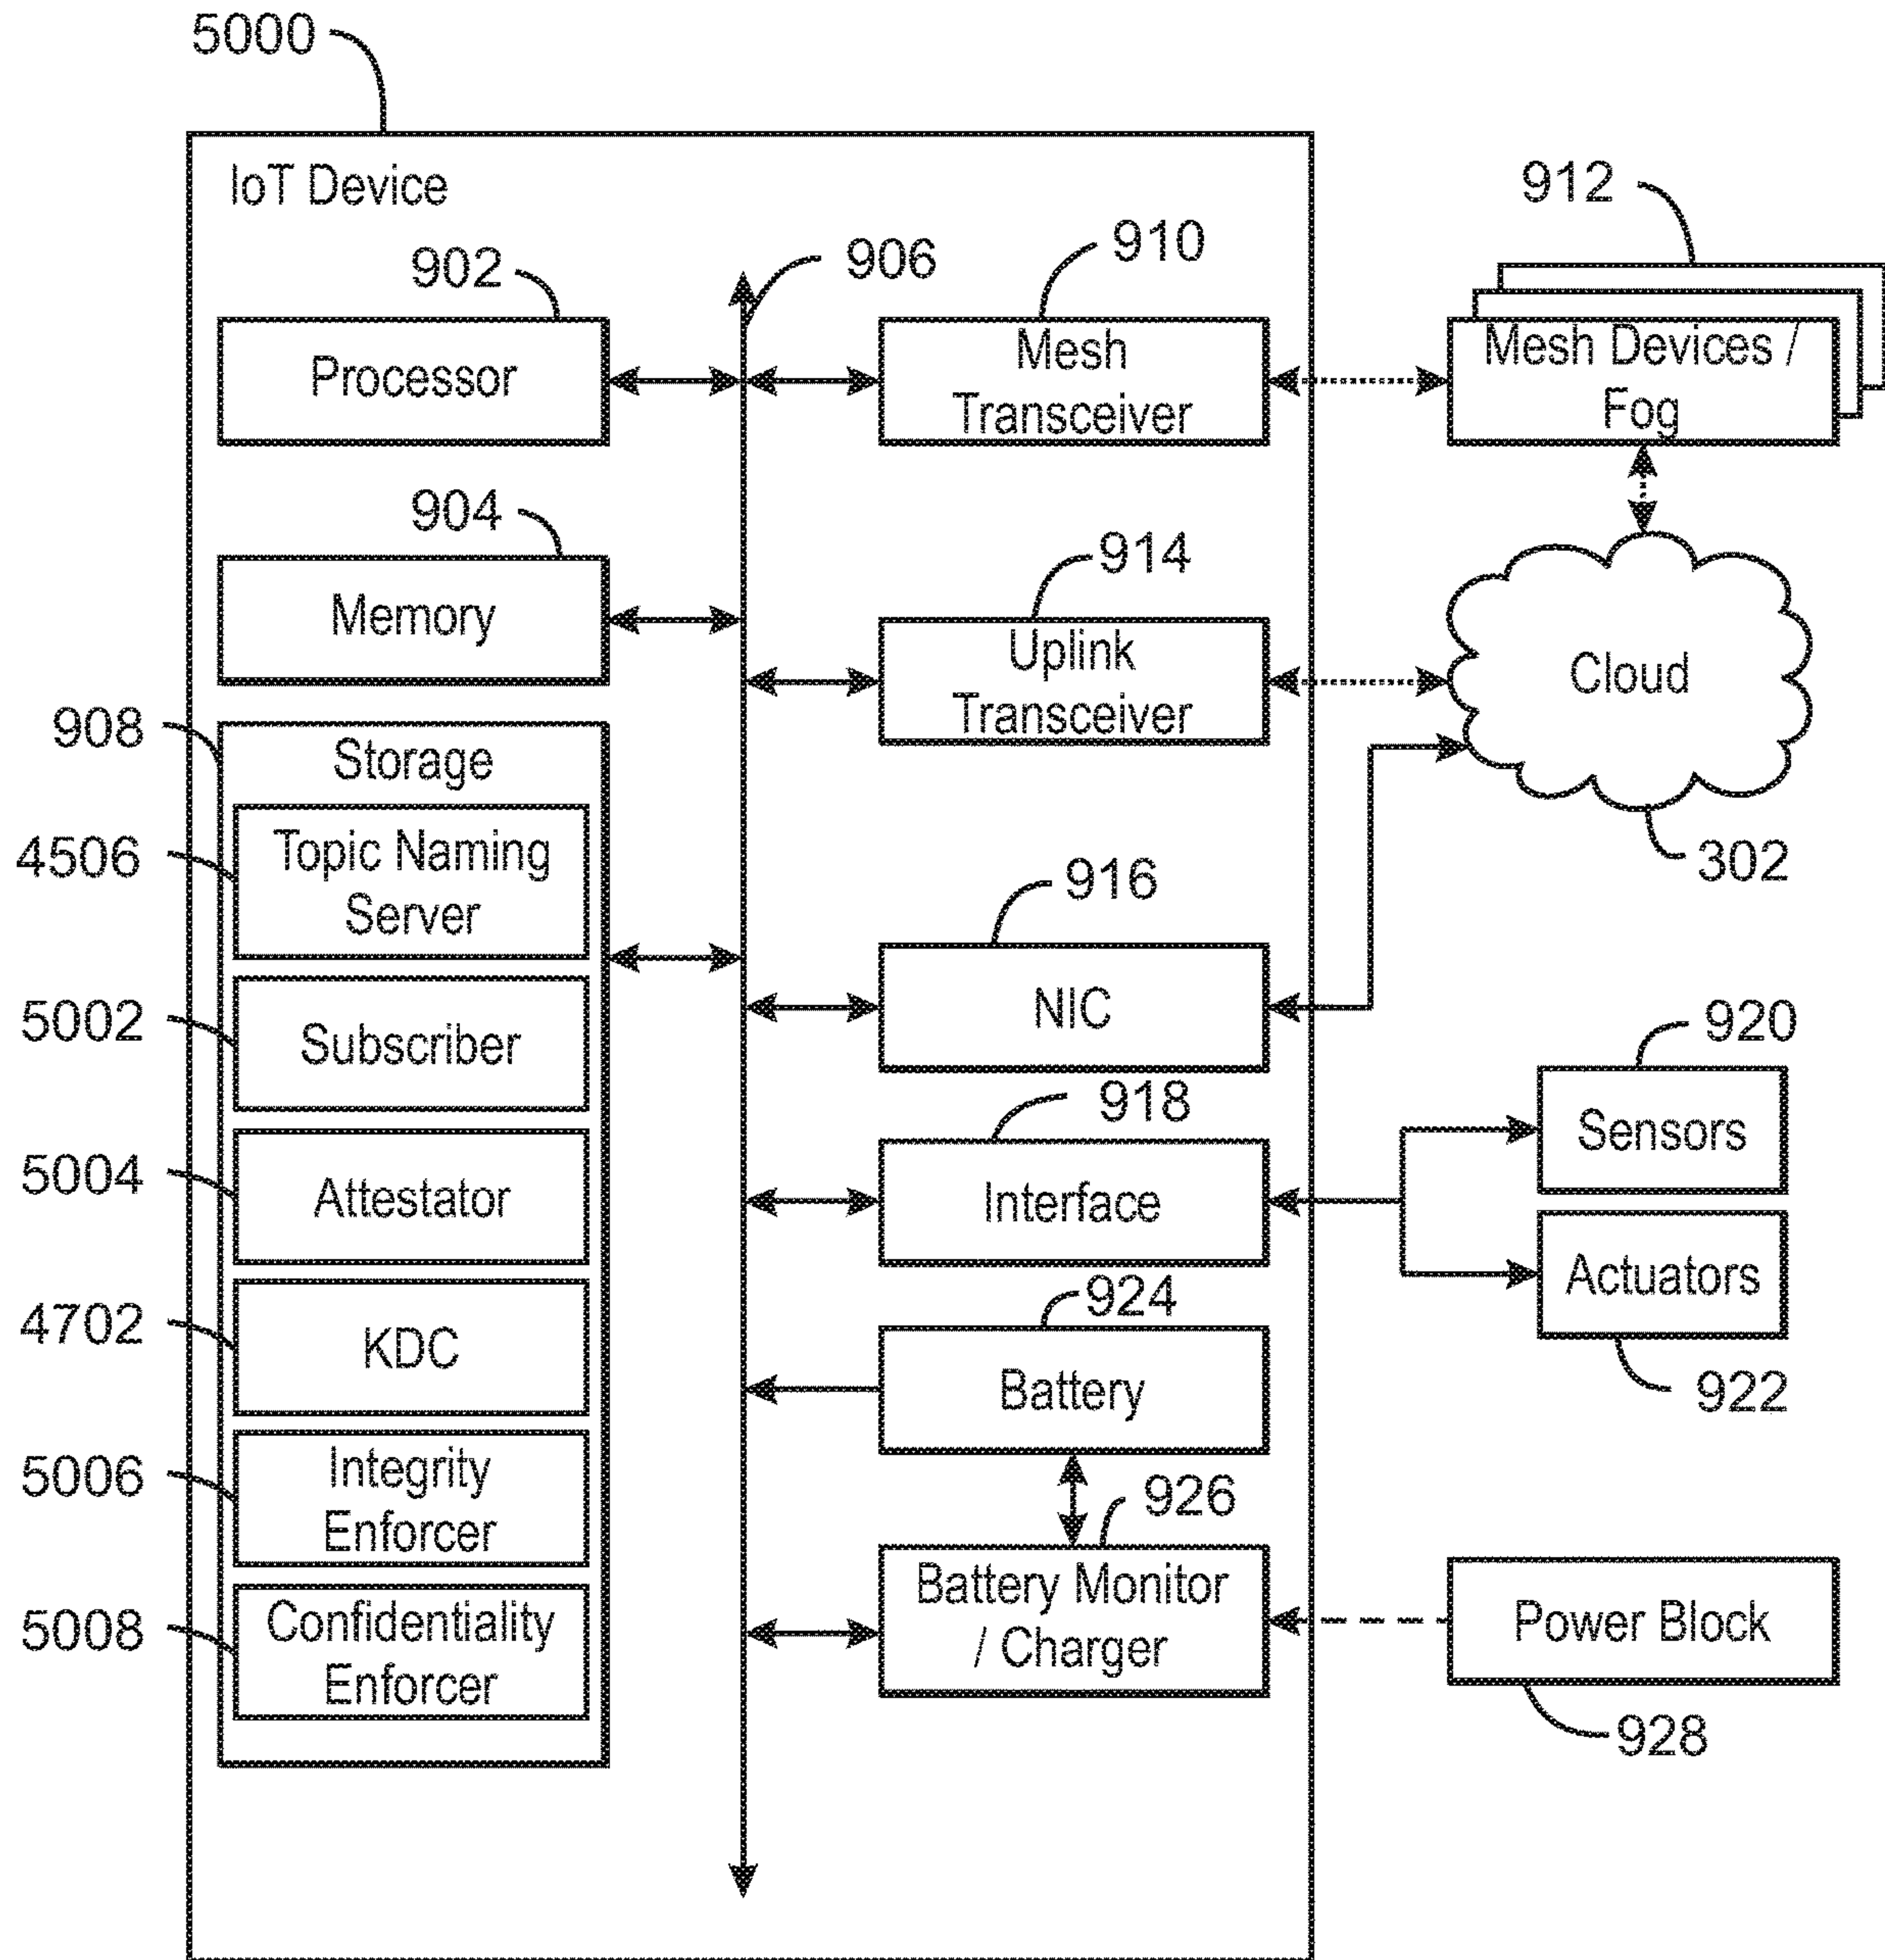 5000
IoT Device
912
910
906
902
Processor
Mesh
Transceiver
Mesh Devices /
Fog
904
Memory
914
Uplink
Transceiver
Cloud
302
908
Storage
4506
Topic Naming
Server
916
NIC
5002
Subscriber
920
Sensors
918
Interface
5004
Attestator
Actuators
922
924
Battery
4702
KDC
5006
Integrity
Enforcer
926
Battery Monitor
/ Charger
Power Block
928
5008
Confidentiality
Enforcer